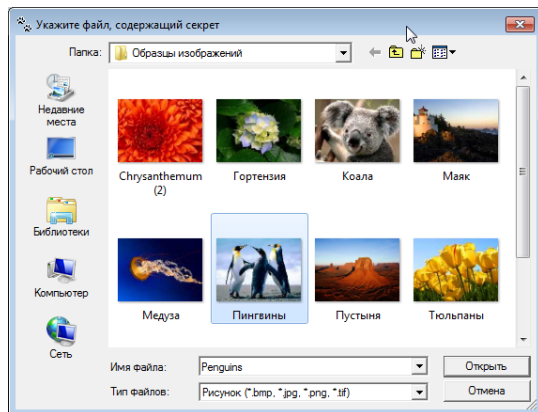 Укажите файл, содержащий секрет
Папка:
Образцы изображений
Недавние
места
Рабочий стол
Библиотеки
Компьютер
Сеть
Chrysanthemum
(2)
Гортензия
Коала
Маяк
Медуза
Пингвины
Пустыня
Тюльпаны
Имя файла:
Penguins
Открыть
Тип файлов:
Рисунок (*.bmp, *.jpg, *.png, *.tif)
Отмена